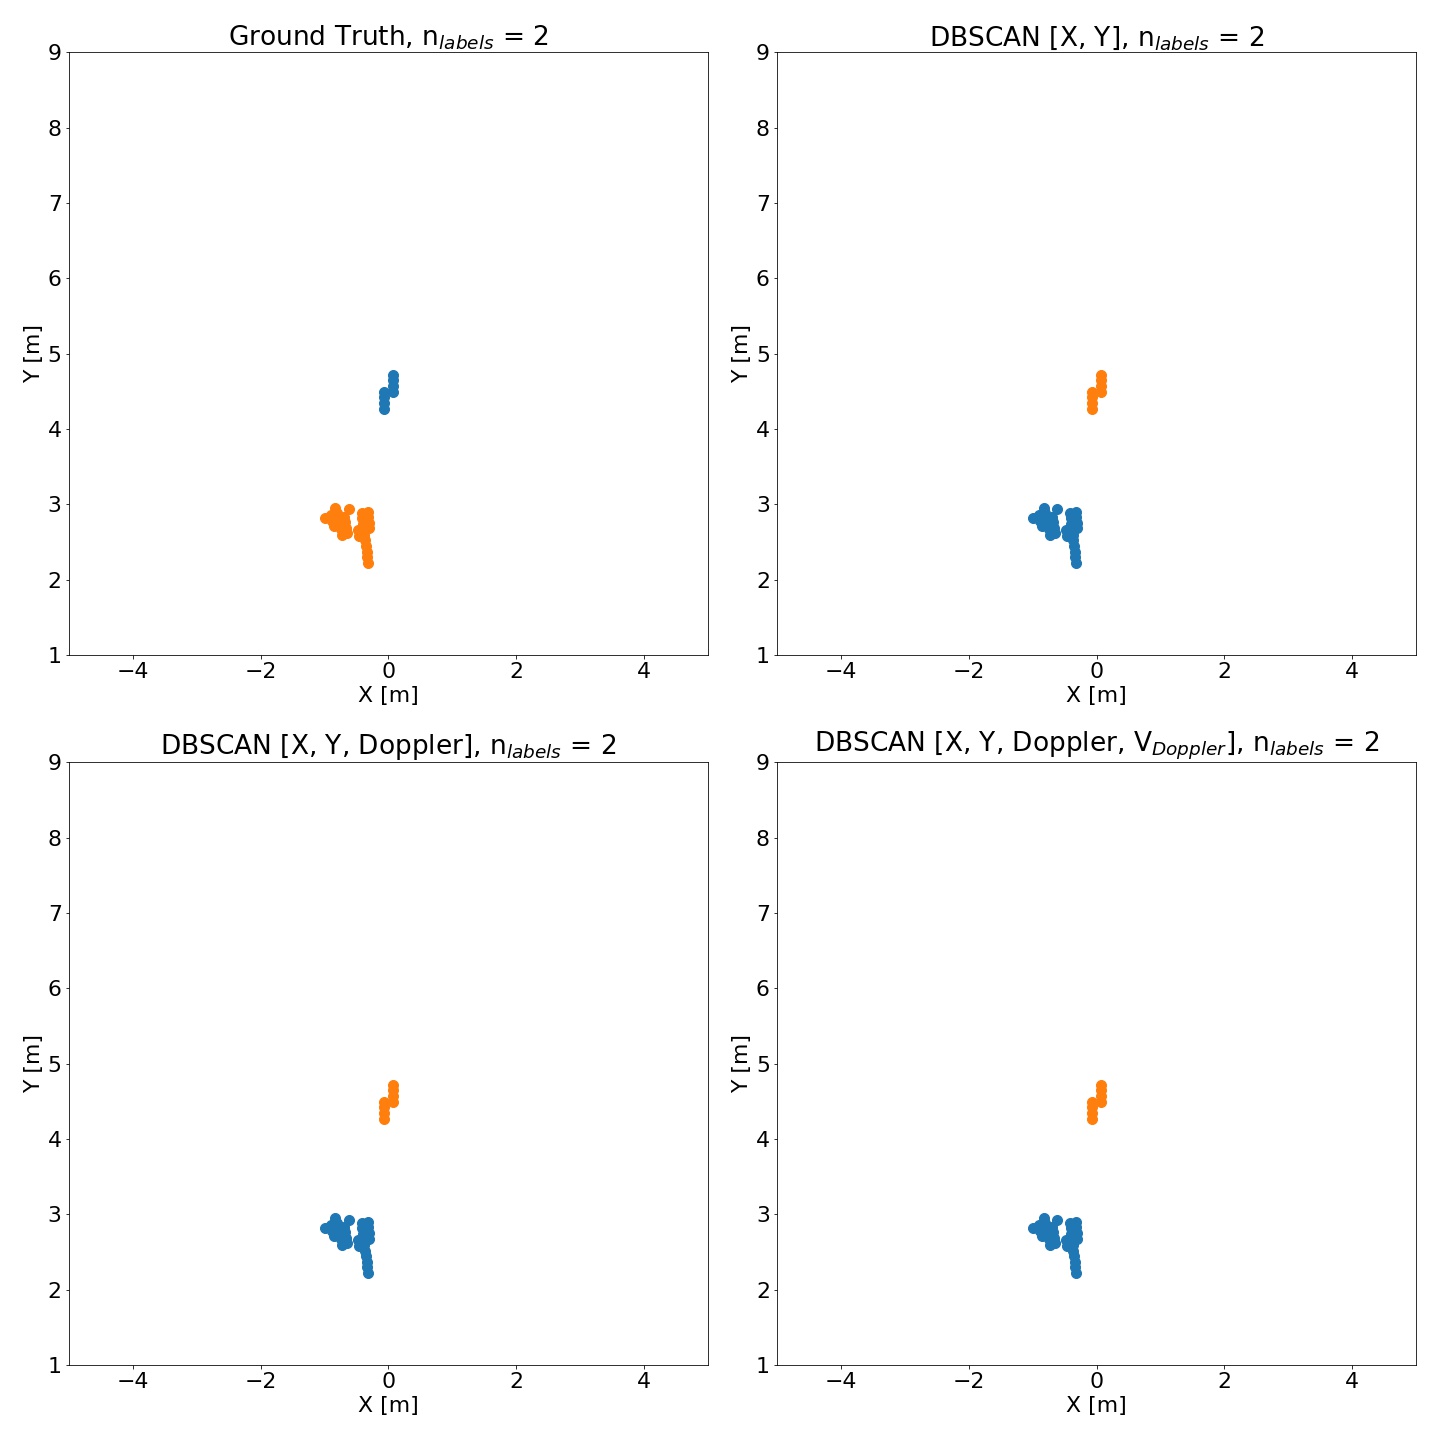 Ground Truth, n_labels = 2
9
8
7
6
5
4
3
2
1
Y [m]
−4 −2 0 2 4
X [m]
DBSCAN [X, Y], n_labels = 2
9
8
7
6
5
4
3
2
1
Y [m]
−4 −2 0 2 4
X [m]
DBSCAN [X, Y, Doppler], n_labels = 2
9
8
7
6
5
4
3
2
1
Y [m]
−4 −2 0 2 4
X [m]
DBSCAN [X, Y, Doppler, V_Doppler], n_labels = 2
9
8
7
6
5
4
3
2
1
Y [m]
−4 −2 0 2 4
X [m]